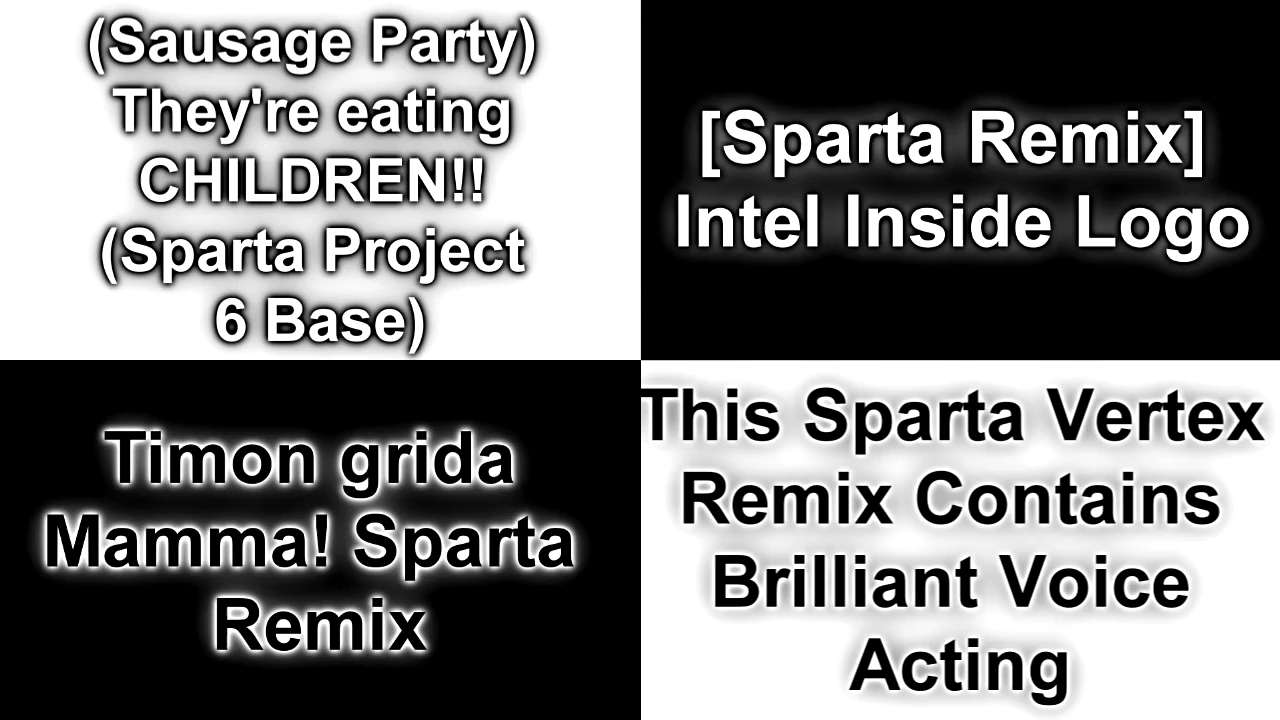 (Sausage Party)
They're eating
CHILDREN!!
(Sparta Project
6 Base)
[Sparta Remix]
Intel Inside Logo
Timon grida
Mamma! Sparta
Remix
This Sparta Vertex
Remix Contains
Brilliant Voice
Acting